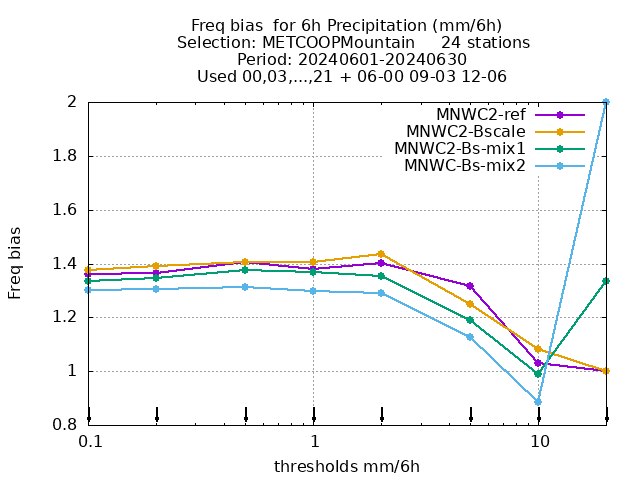 Freq bias  for 6h Precipitation (mm/6h)
Selection: METCOOPMountain     24 stations
Period: 20240601-20240630
Used 00,03,...,21 + 06-00 09-03 12-06
MNWC2-ref
MNWC2-Bscale
MNWC2-Bs-mix1
MNWC-Bs-mix2
2
1.8
1.6
1.4
1.2
1
0.8
Freq bias
0.1 1 10
thresholds mm/6h